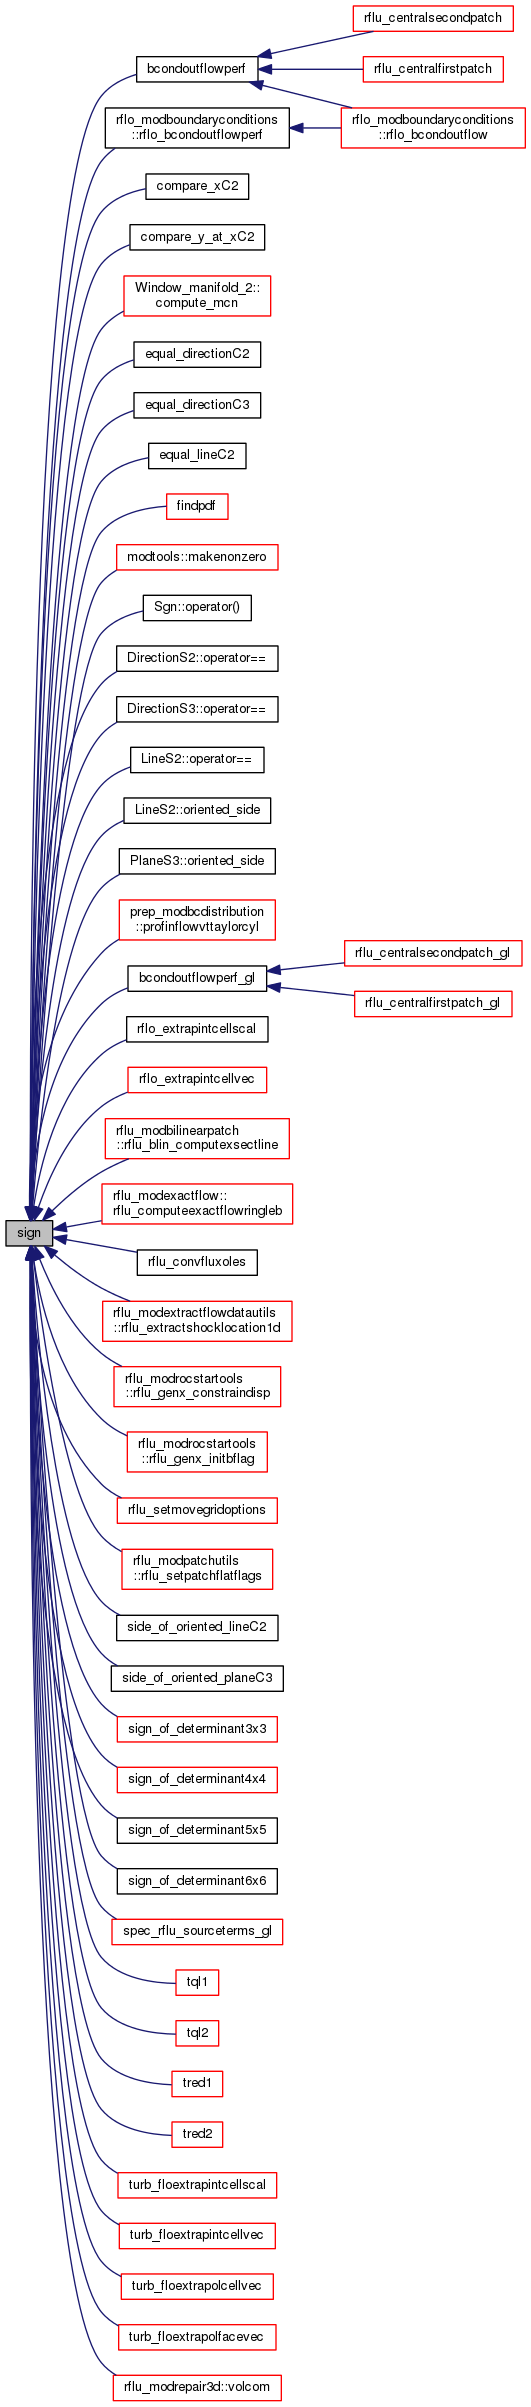 rflu_centralsecondpatch
bcondoutflowperf
rflu_centralfirstpatch
rflo_modboundaryconditions
::rflo_bcondoutflowperf
rflo_modboundaryconditions
::rflo_bcondoutflow
compare_xC2
compare_y_at_xC2
Window_manifold_2::
compute_mcn
equal_directionC2
equal_directionC3
equal_lineC2
findpdf
modtools::makenonzero
Sgn::operator()
DirectionS2::operator==
DirectionS3::operator==
LineS2::operator==
LineS2::oriented_side
PlaneS3::oriented_side
prep_modbcdistribution
::profinflowvttaylorcyl
rflu_centralsecondpatch_gl
bcondoutflowperf_gl
rflu_centralfirstpatch_gl
rflo_extrapintcellscal
rflo_extrapintcellvec
rflu_modbilinearpatch
::rflu_blin_computexsectline
rflu_modexactflow::
rflu_computeexactflowringleb
sign
rflu_convfluxoles
rflu_modextractflowdatautils
::rflu_extractshocklocation1d
rflu_modrocstartools
::rflu_genx_constraindisp
rflu_modrocstartools
::rflu_genx_initbflag
rflu_setmovegridoptions
rflu_modpatchutils
::rflu_setpatchflatflags
side_of_oriented_lineC2
side_of_oriented_planeC3
sign_of_determinant3x3
sign_of_determinant4x4
sign_of_determinant5x5
sign_of_determinant6x6
spec_rflu_sourceterms_gl
tql1
tql2
tred1
tred2
turb_floextrapintcellscal
turb_floextrapintcellvec
turb_floextrapolcellvec
turb_floextrapolfacevec
rflu_modrepair3d::volcom